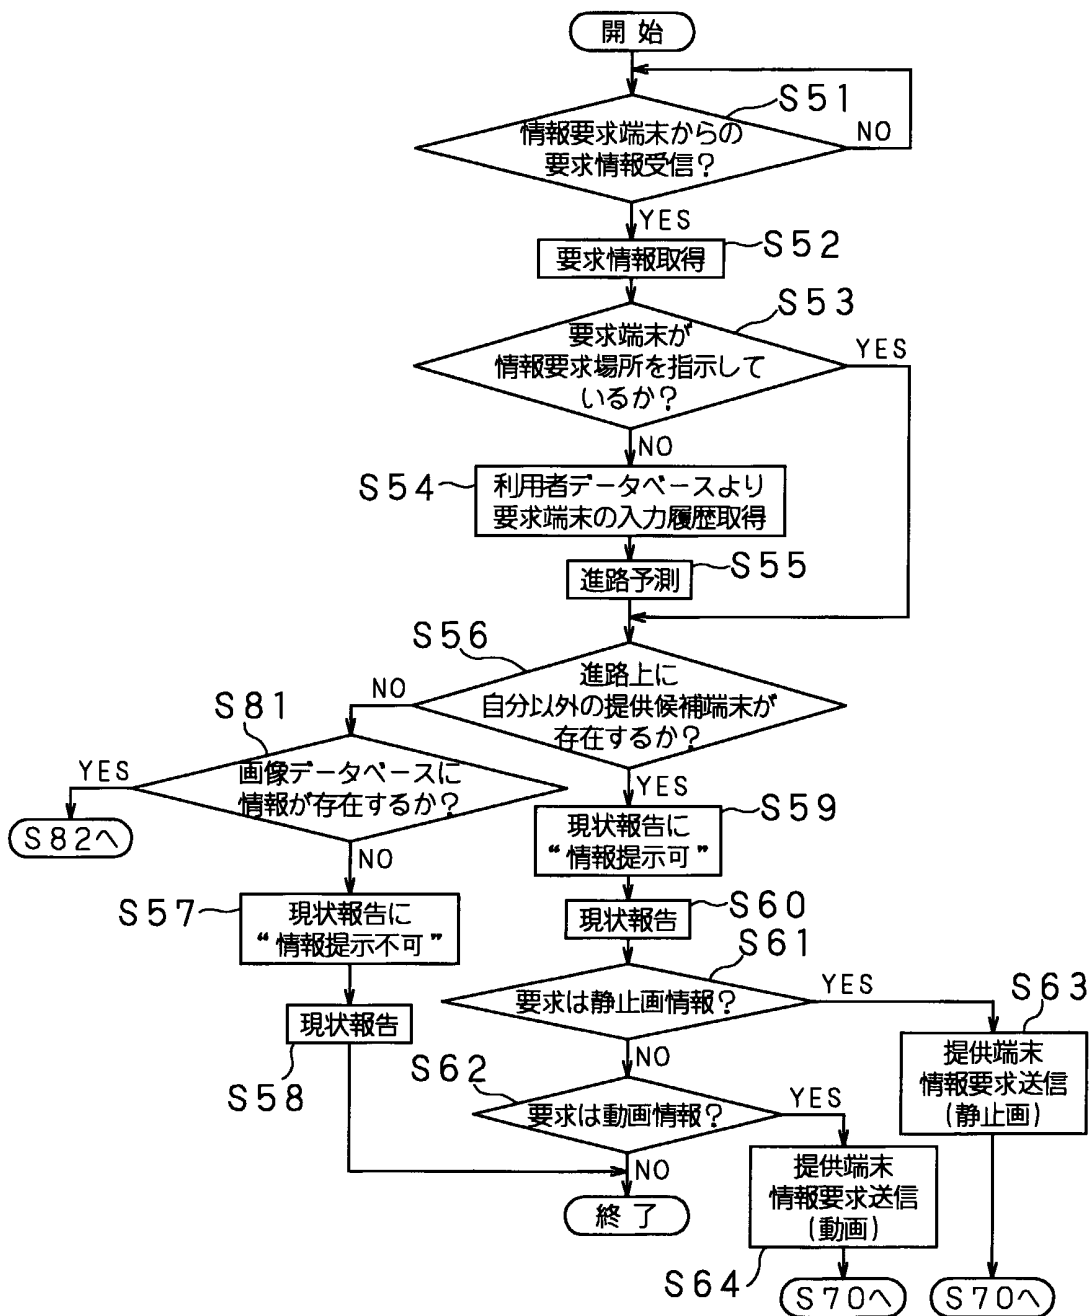 開始
S51
情報要求端末からの
要求情報受信？
NO
YES
S52
要求情報取得
S53
要求端末が
情報要求場所を指示して
いるか？
YES
NO
S54
利用者データベースより
要求端末の入力履歴取得
S55
進路予測
S56
進路上に
自分以外の提供候補端末が
存在するか？
NO
YES
S81
画像データベースに
情報が存在するか？
YES
S82へ
NO
S57
現状報告に
“情報提示不可”
現状報告
S58
S59
現状報告に
“情報提示可”
S60
現状報告
S61
要求は静止画情報？
YES
NO
S63
提供端末
情報要求送信
(静止画)
S62
要求は動画情報？
YES
NO
提供端末
情報要求送信
(動画)
S64
終了
S70へ
S70へ